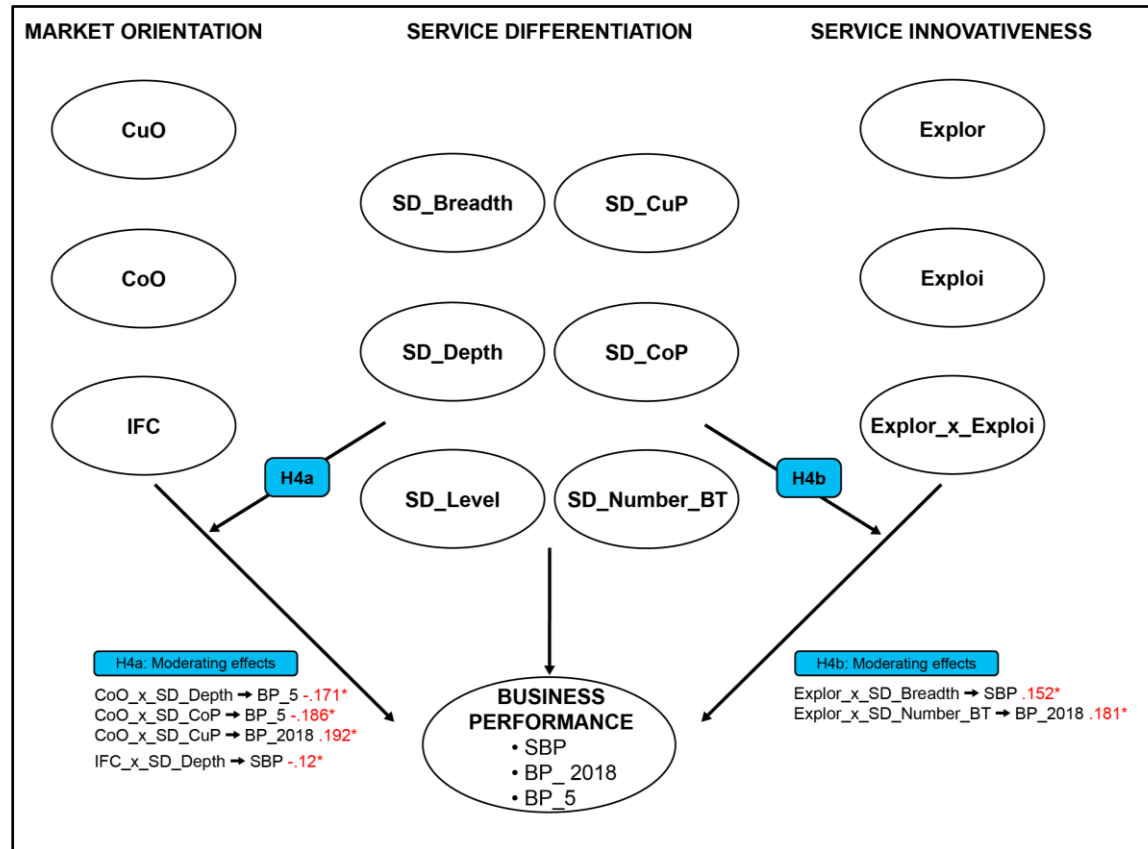 MARKET ORIENTATION
SERVICE DIFFERENTIATION
SERVICE INNOVATIVENESS
CuO
Explor
SD_Breadth
SD_CuP
CoO
Exploi
SD_Depth
SD_CoP
IFC
Explor_x_Exploi
H4a
H4b
SD_Level
SD_Number_BT
H4a: Moderating effects
CoO_x_SD_Depth ➔ BP_5 -.171*
CoO_x_SD_CoP ➔ BP_5 -.186*
CoO_x_SD_CuP ➔ BP_2018 .192*
IFC_x_SD_Depth ➔ SBP -.12*
H4b: Moderating effects
Explor_x_SD_Breadth ➔ SBP .152*
Explor_x_SD_Number_BT ➔ BP_2018 .181*
BUSINESS
PERFORMANCE
• SBP
• BP_ 2018
• BP_5